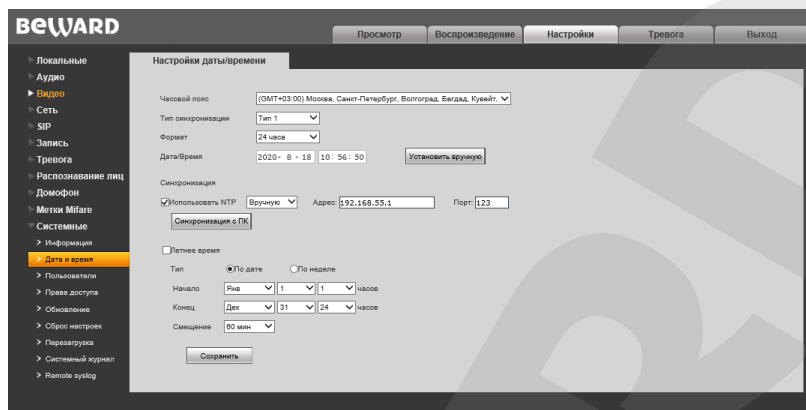 BEWARD
Просмотр
Воспроизведение
Настройки
Тревога
Выход
Локальные
Аудио
Видео
Сеть
SIP
Запись
Тревога
Распознавание лиц
Домофон
Метки Mifare
Системные
Информация
Дата и время
Пользователи
Права доступа
Обновление
Сброс настроек
Перезагрузка
Системный журнал
Remote syslog
Настройки даты/времени
Часовой пояс (GMT+03:00) Москва, Санкт-Петербург, Волгоград, Багдад, Кувейт,
Тип синхронизации Тип 1
Формат 24 часа
Дата/Время 2020- 8 - 18 10: 56: 50 Установить вручную
Синхронизация
Использовать NTP Вручную Адрес: 192.168.55.1 Порт: 123
Синхронизация с ПК
Летнее время
Тип По дате По неделе
Начало Янв 1 1 часов
Конец Дек 31 24 часов
Смещение 60 мин
Сохранить